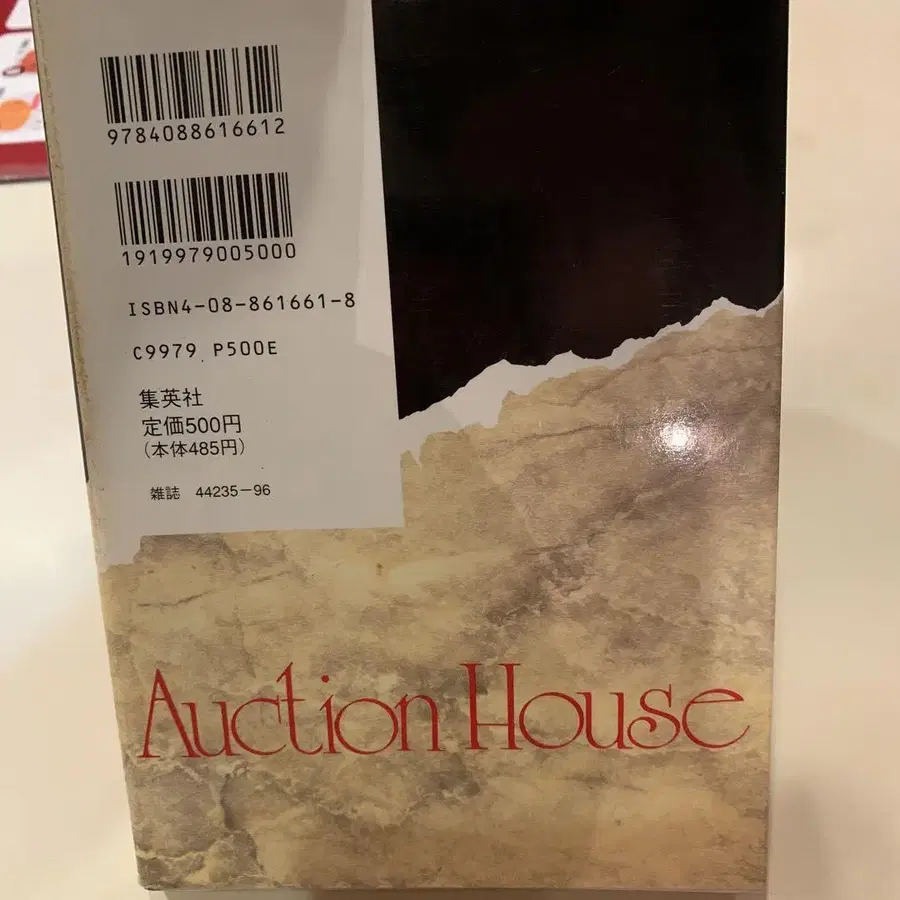 9784088616612
1919979005000
ISBN4-08-861661-8
C9979 P500E
集英社
定価500円
(本体485円)
雑誌 44235-96
Auction House